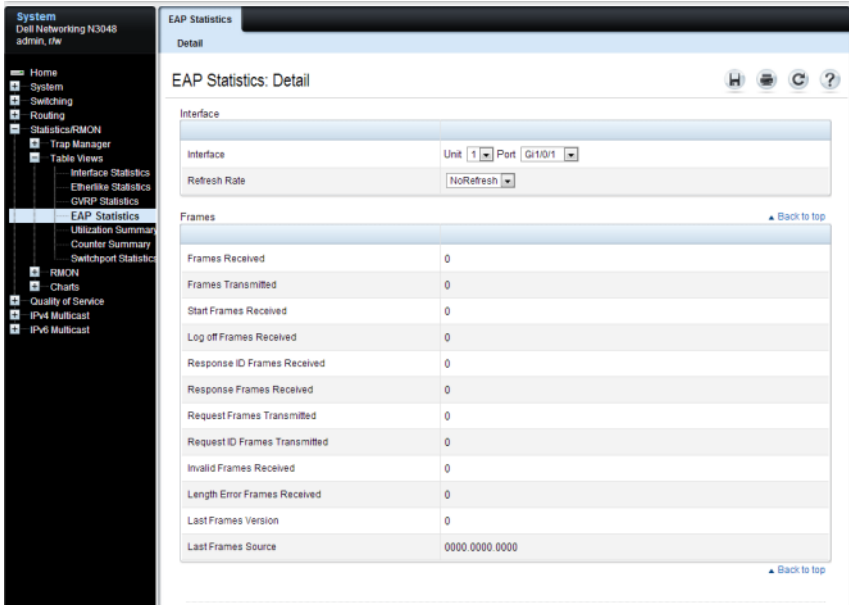 System
Dell Networking N3048
admin, r/w
Home
System
Switching
Routing
Statistics/RMON
Trap Manager
Table Views
Interface Statistics
Etherlike Statistics
GVRP Statistics
EAP Statistics
Utilization Summary
Counter Summary
Switchport Statistics
RMON
Charts
Quality of Service
IPv4 Multicast
IPv6 Multicast
EAP Statistics
Detail
EAP Statistics: Detail
?
Interface
Interface Unit 1 Port Gi1/0/1
Refresh Rate NoRefresh
Frames Back to top
Frames Received 0
Frames Transmitted 0
Start Frames Received 0
Log off Frames Received 0
Response ID Frames Received 0
Response Frames Received 0
Request Frames Transmitted 0
Request ID Frames Transmitted 0
Invalid Frames Received 0
Length Error Frames Received 0
Last Frames Version 0
Last Frames Source 0000.0000.0000
Back to top